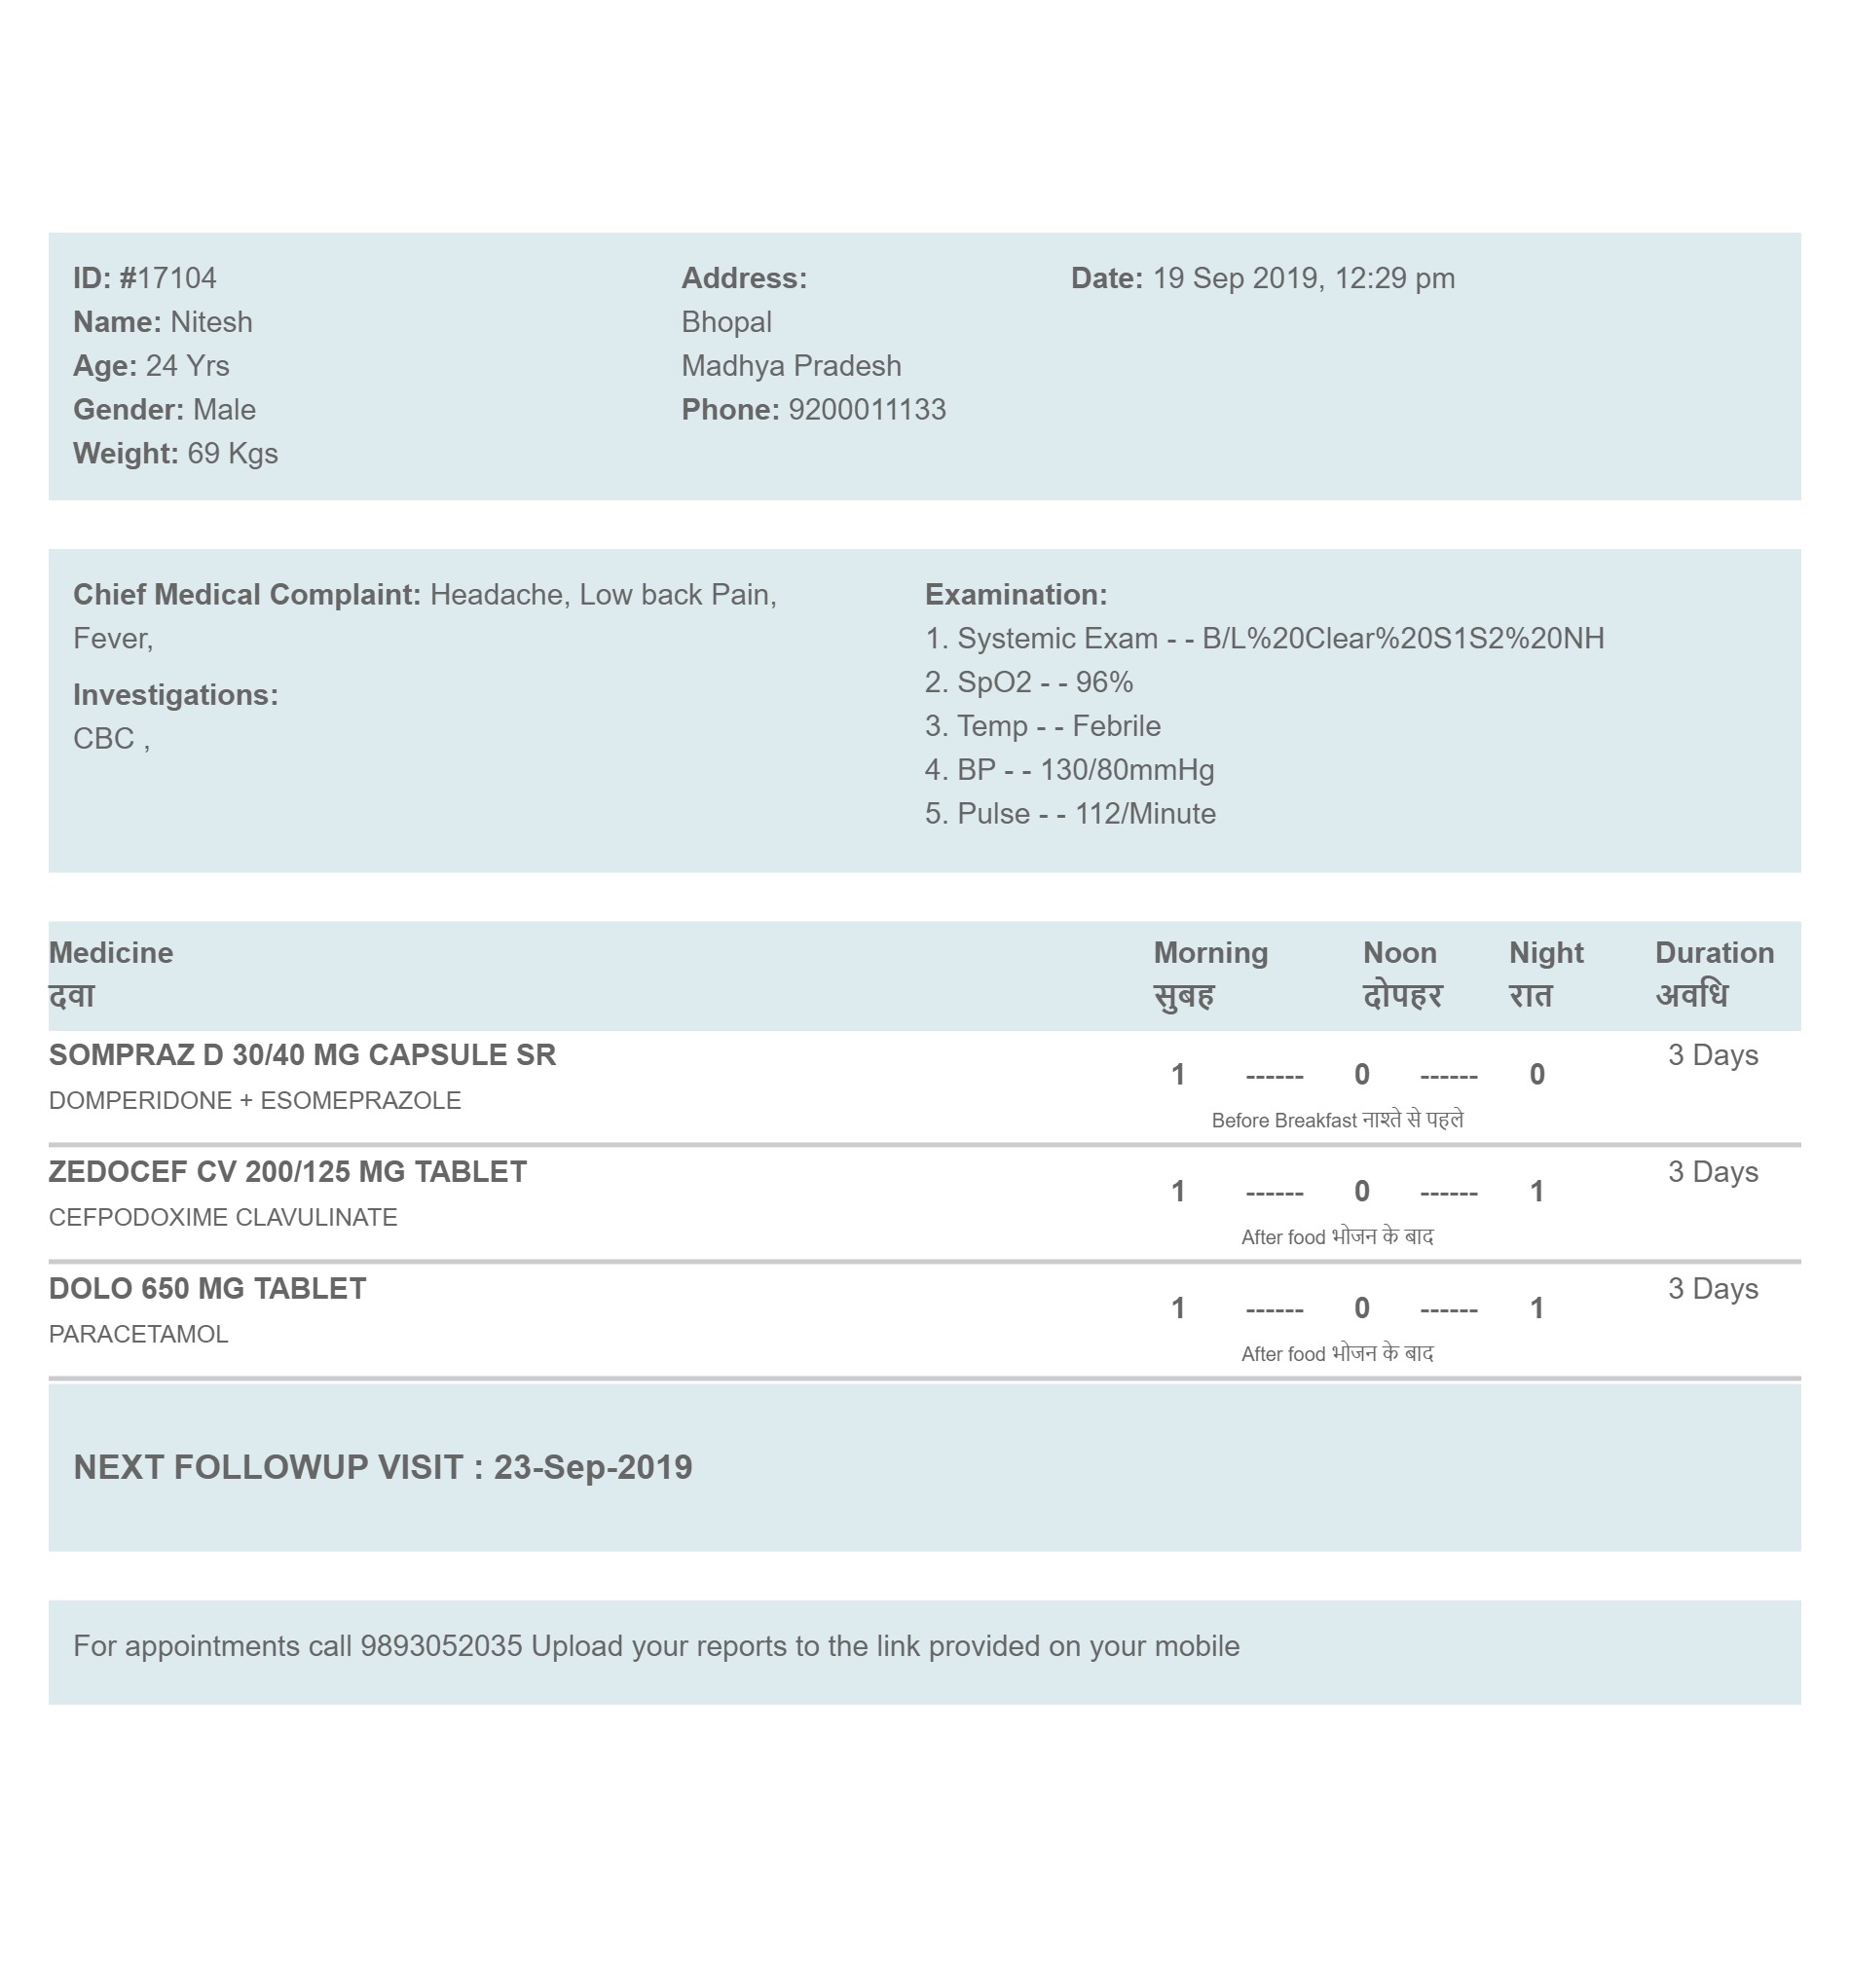 ID: #17104
Name: Nitesh
Age: 24 Yrs
Gender: Male
Weight: 69 Kgs
Address:
Bhopal
Madhya Pradesh
Phone: 9200011133
Date: 19 Sep 2019, 12:29 pm
Chief Medical Complaint: Headache, Low back Pain,
Fever,
Investigations:
CBC ,
Examination:
1. Systemic Exam - - B/L%20Clear%20S1S2%20NH
2. SpO2 - - 96%
3. Temp - - Febrile
4. BP - - 130/80mmHg
5. Pulse - - 112/Minute
Medicine Morning Noon Night Duration
दवा सुबह दोपहर रात अवधि
SOMPRAZ D 30/40 MG CAPSULE SR 1 ------ 0 ------ 0 3 Days
DOMPERIDONE + ESOMEPRAZOLE Before Breakfast नाश्ते से पहले
ZEDOCEF CV 200/125 MG TABLET 1 ------ 0 ------ 1 3 Days
CEFPODOXIME CLAVULINATE After food भोजन के बाद
DOLO 650 MG TABLET 1 ------ 0 ------ 1 3 Days
PARACETAMOL After food भोजन के बाद
NEXT FOLLOWUP VISIT : 23-Sep-2019
For appointments call 9893052035 Upload your reports to the link provided on your mobile